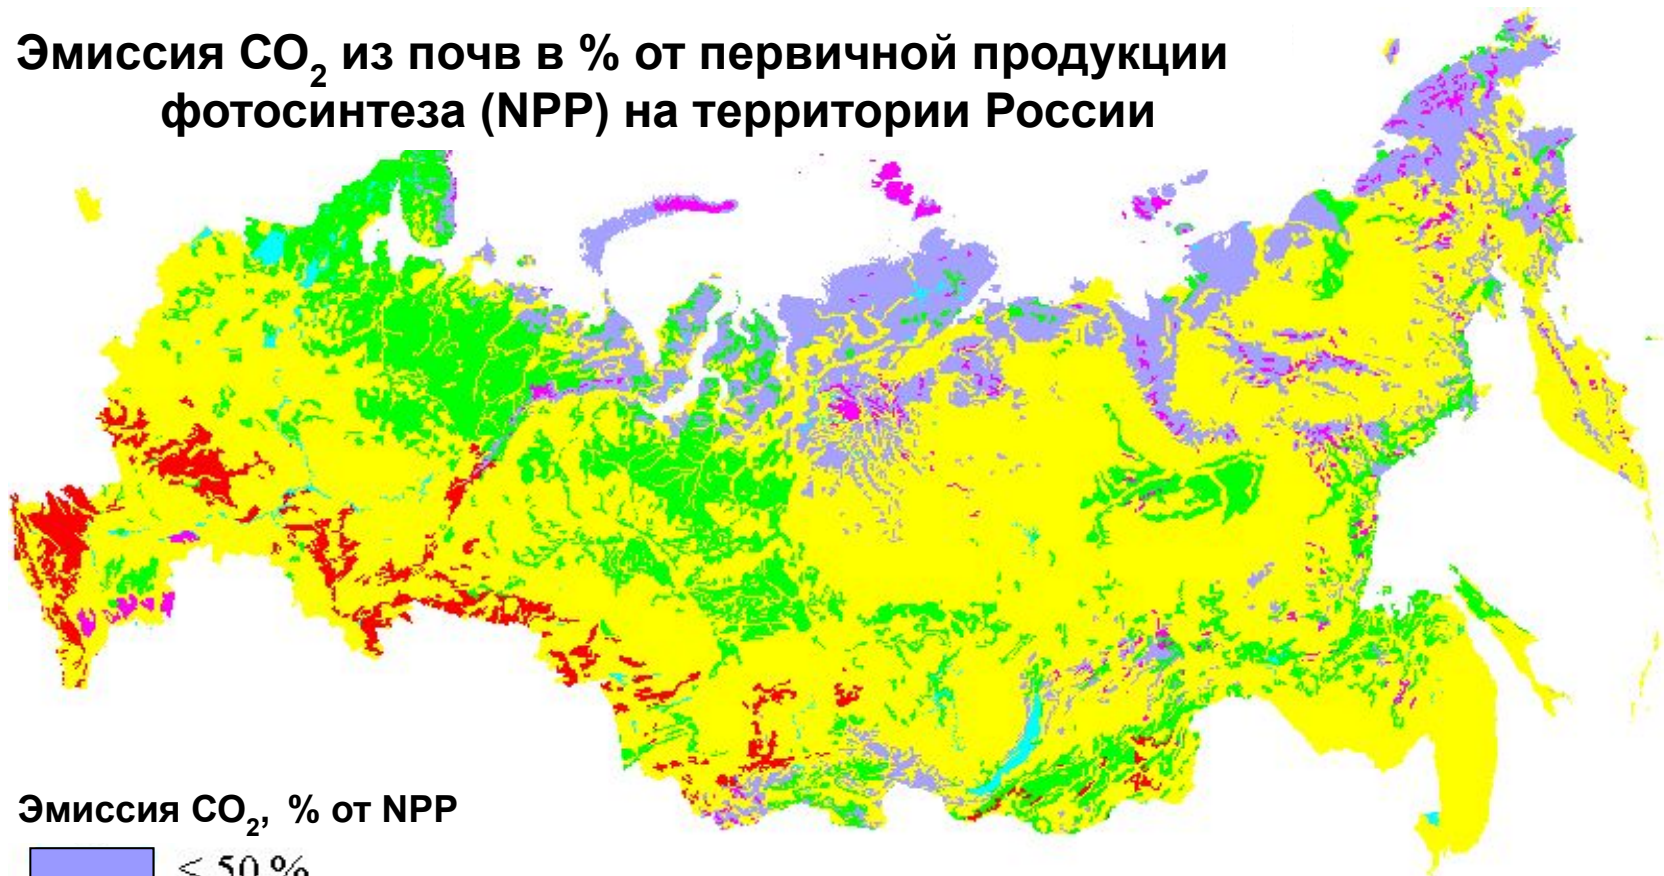 Эмиссия CO₂ из почв в % от первичной продукции
фотосинтеза (NPP) на территории России
Эмиссия CO₂, % от NPP
< 50 %